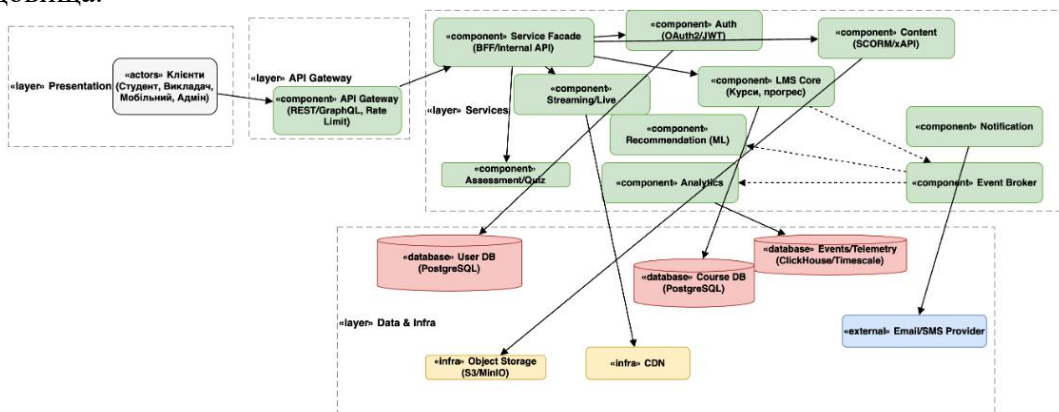 «layer» Presentation
«actors» Клієнти
(Студент, Викладач,
Мобільний, Адмін)
«layer» API Gateway
«component» API Gateway
(REST/GraphQL, Rate
Limit)
«component» Service Facade
(BFF/Internal API)
«component» Auth
(OAuth2/JWT)
«component» Content
(SCORM/xAPI)
«component»
Streaming/Live
«component» LMS Core
(Курси, прогрес)
«layer» Services
«component»
Recommendation (ML)
«component» Notification
«component»
Assessment/Quiz
«component» Analytics
«component» Event Broker
«database» User DB
(PostgreSQL)
«database» Events/Telemetry
(ClickHouse/Timescale)
«database» Course DB
(PostgreSQL)
«layer» Data & Infra
«external» Email/SMS Provider
«infra» Object Storage
(S3/MinIO)
«infra» CDN